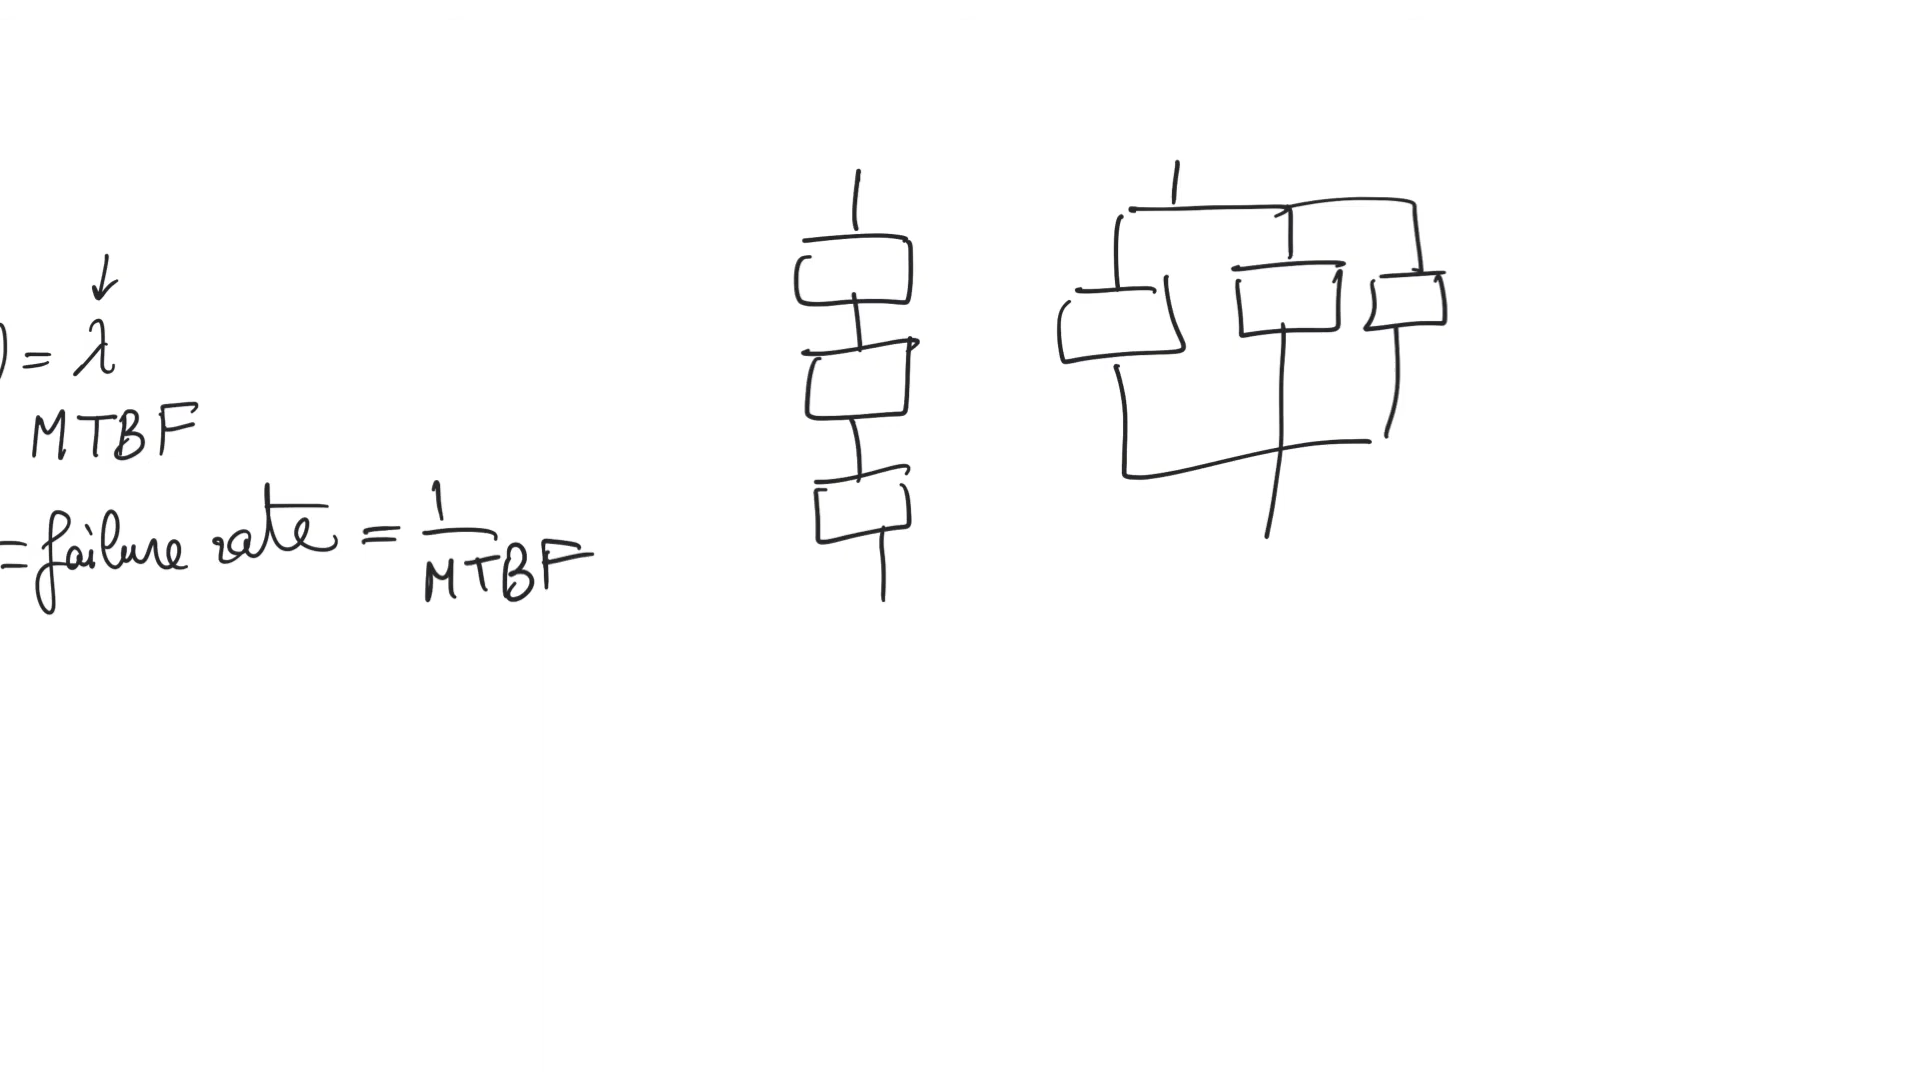 ) = λ
MTBF
= failure rate = 1/MTBF